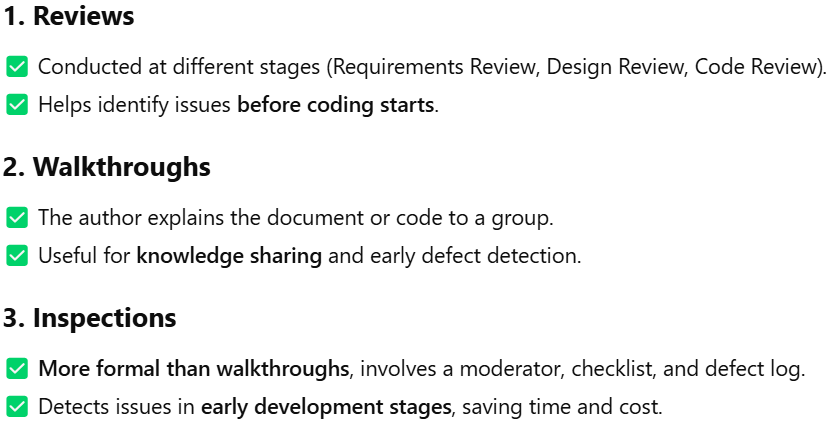 1. Reviews
✅ Conducted at different stages (Requirements Review, Design Review, Code Review).
✅ Helps identify issues before coding starts.
2. Walkthroughs
✅ The author explains the document or code to a group.
✅ Useful for knowledge sharing and early defect detection.
3. Inspections
✅ More formal than walkthroughs, involves a moderator, checklist, and defect log.
✅ Detects issues in early development stages, saving time and cost.